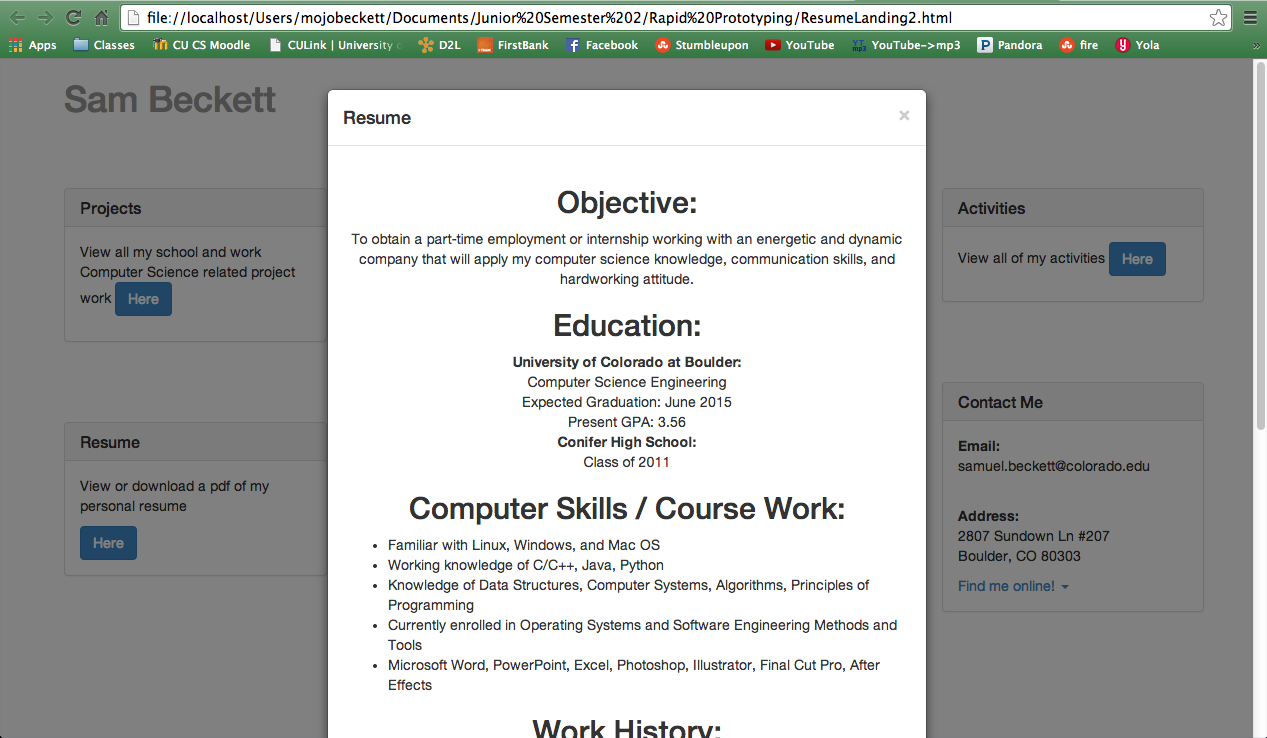 file://localhost/Users/mojobeckett/Documents/Junior%20Semester%202/Rapid%20Prototyping/ResumeLanding2.html
Apps Classes CU CS Moodle CULink | University D2L FirstBank Facebook Stumbleupon YouTube YT mp3 YouTube->mp3 Pandora fire Yola »
Sam Beckett
Projects
View all my school and work
Computer Science related project
work Here
Resume
View or download a pdf of my
personal resume
Here
Resume ×
Objective:
To obtain a part-time employment or internship working with an energetic and dynamic
company that will apply my computer science knowledge, communication skills, and
hardworking attitude.
Education:
University of Colorado at Boulder:
Computer Science Engineering
Expected Graduation: June 2015
Present GPA: 3.56
Conifer High School:
Class of 2011
Computer Skills / Course Work:
• Familiar with Linux, Windows, and Mac OS
• Working knowledge of C/C++, Java, Python
• Knowledge of Data Structures, Computer Systems, Algorithms, Principles of
Programming
• Currently enrolled in Operating Systems and Software Engineering Methods and
Tools
• Microsoft Word, PowerPoint, Excel, Photoshop, Illustrator, Final Cut Pro, After
Effects
Work History:
Activities
View all of my activities Here
Contact Me
Email:
samuel.beckett@colorado.edu
Address:
2807 Sundown Ln #207
Boulder, CO 80303
Find me online!